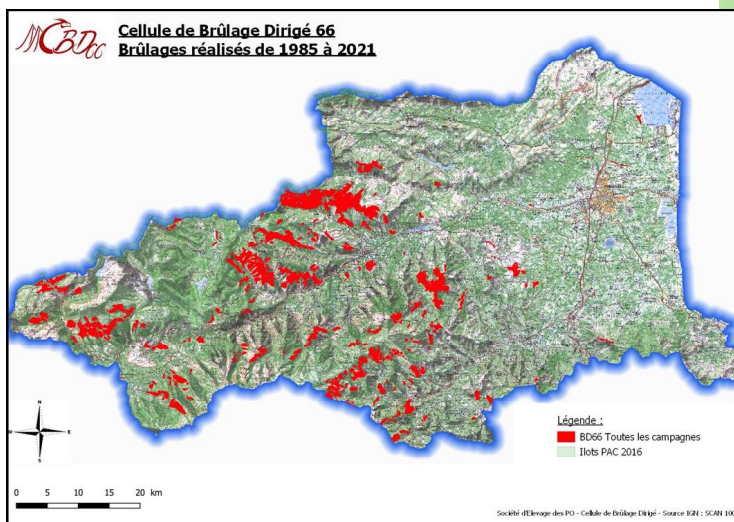 MCBDcc
Cellule de Brûlage Dirigé 66
Brûlages réalisés de 1985 à 2021
N
W E
S
0 5 10 15 20 km
Légende :
BD66 Toutes les campagnes
Ilots PAC 2016
Société d'Elevage des PO - Cellule de Brûlage Dirigé - Source IGN : SCAN 100